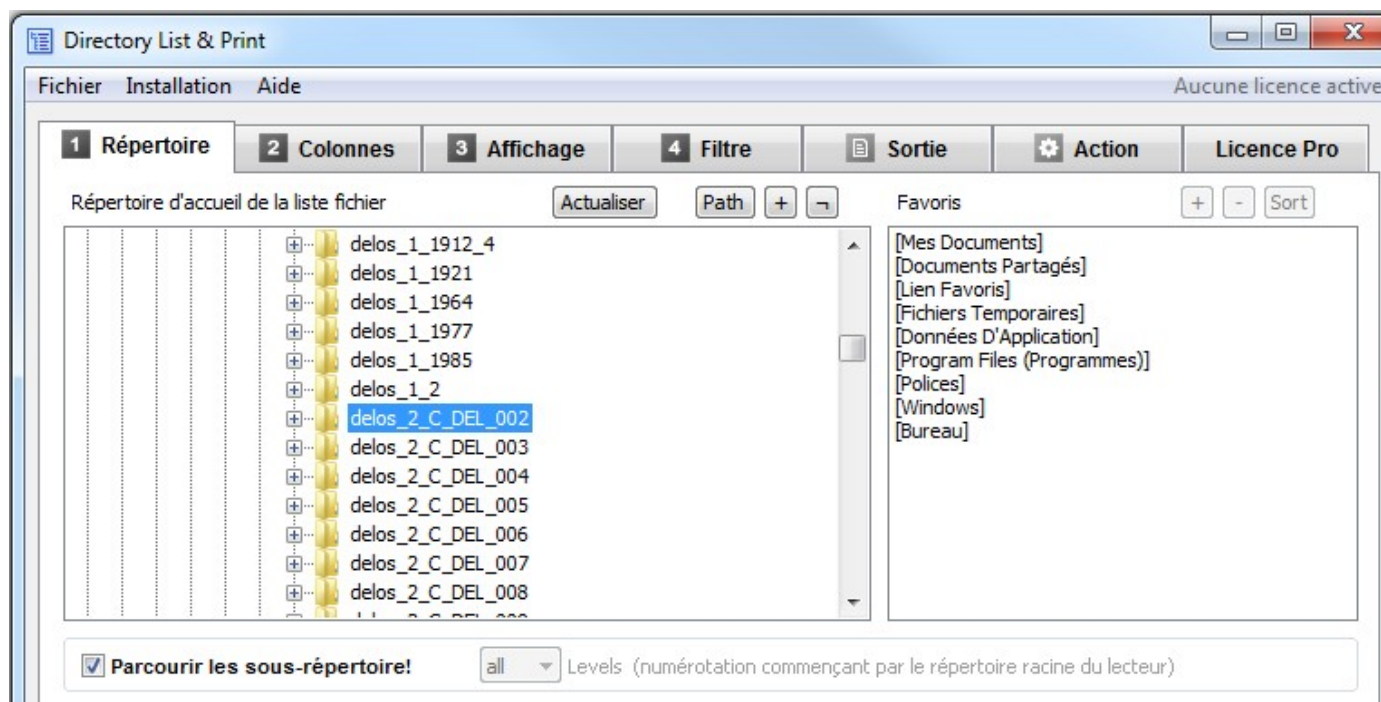 Directory List & Print
Fichier Installation Aide Aucune licence active
1 Répertoire 2 Colonnes 3 Affichage 4 Filtre Sortie Action Licence Pro
Répertoire d'accueil de la liste fichier Actualiser Path + ¬ Favoris + - Sort
delos_1_1912_4
delos_1_1921
delos_1_1964
delos_1_1977
delos_1_1985
delos_1_2
delos_2_C_DEL_002
delos_2_C_DEL_003
delos_2_C_DEL_004
delos_2_C_DEL_005
delos_2_C_DEL_006
delos_2_C_DEL_007
delos_2_C_DEL_008
[Mes Documents]
[Documents Partagés]
[Lien Favoris]
[Fichiers Temporaires]
[Données D'Application]
[Program Files (Programmes)]
[Polices]
[Windows]
[Bureau]
Parcourir les sous-répertoire! all Levels (numérotation commençant par le répertoire racine du lecteur)